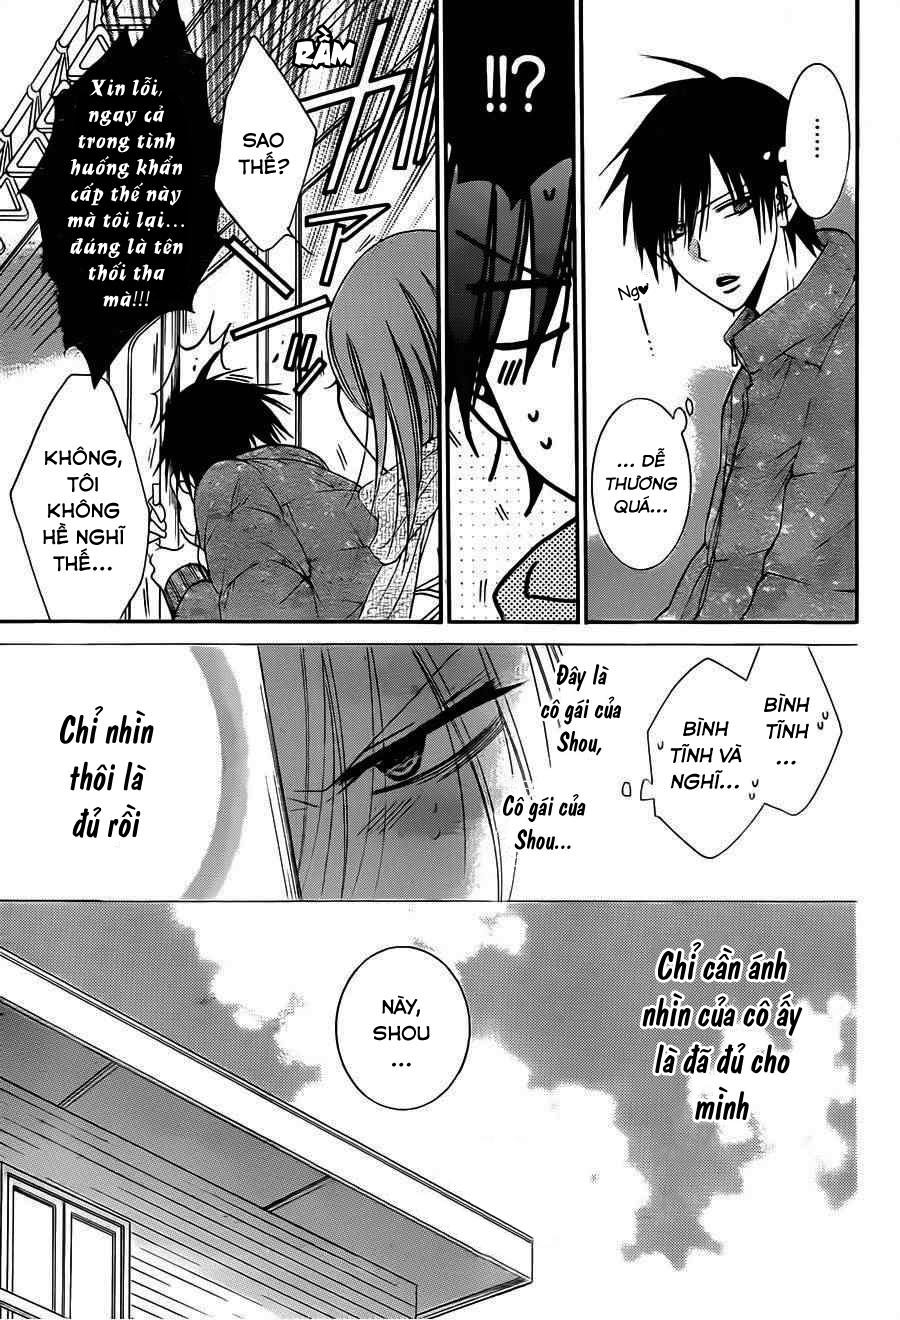 ......
Ng♥
... DỄ
THƯƠNG
QUÁ...
!!?
RẦM
SAO
THẾ?
Xin lỗi,
ngay cả
trong tình
huống khẩn
cấp thế này
mà tôi lại...
đúng là tên
thối tha
mà!!!
KHÔNG,
TÔI
KHÔNG
HỀ NGHĨ
THẾ...
BÌNH
TĨNH
...
BÌNH
TĨNH VÀ
NGHĨ...
Đây là
cô gái của
Shou,
Cô gái của
Shou...
Chỉ nhìn
thôi là
đủ rồi
Chỉ cần ánh
nhìn của cô ấy
là đã đủ cho
mình
NÀY,
SHOU
...